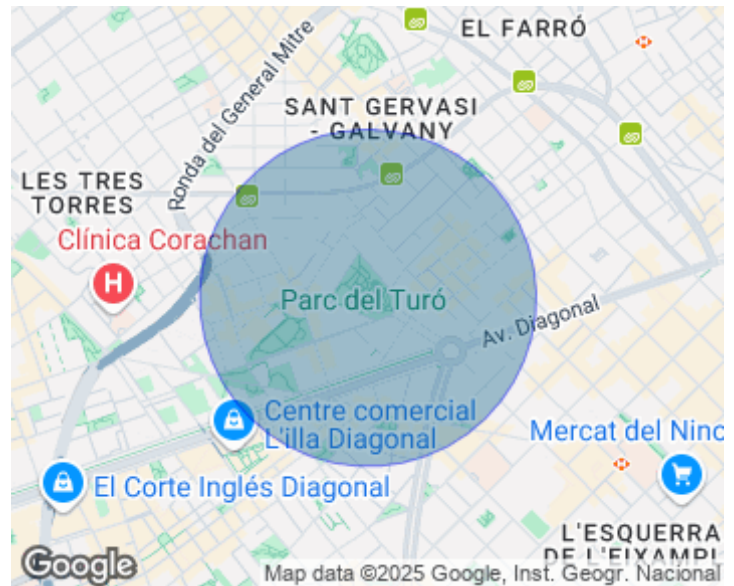 EL FARRÓ
SANT GERVASI
- GALVANY
Ronda del General Mitre
LES TRES
TORRES
Clínica Corachan
H
Parc del Turó
Av. Diagonal
Centre comercial
L'illa Diagonal
Mercat del Nino
El Corte Inglés Diagonal
L'ESQUERRA
DE L'EIXAMPL
Google
Map data ©2025 Google, Inst. Geogr. Nacional